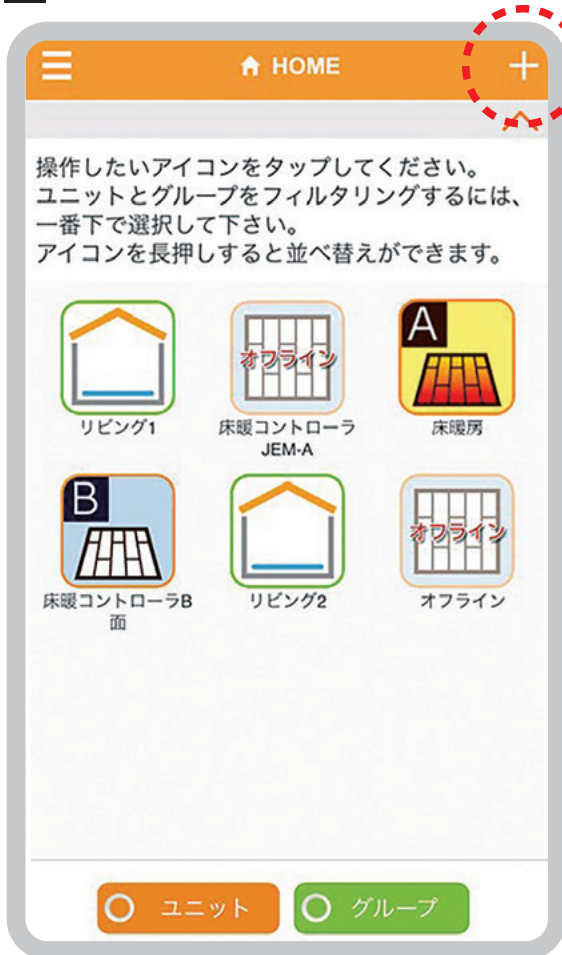 HOME
操作したいアイコンをタップしてください。
ユニットとグループをフィルタリングするには、
一番下で選択して下さい。
アイコンを長押しすると並べ替えができます。
リビング1
オフライン
床暖コントローラ
JEM-A
A
床暖房
B
床暖コントローラB
面
リビング2
オフライン
オフライン
ユニット
グループ